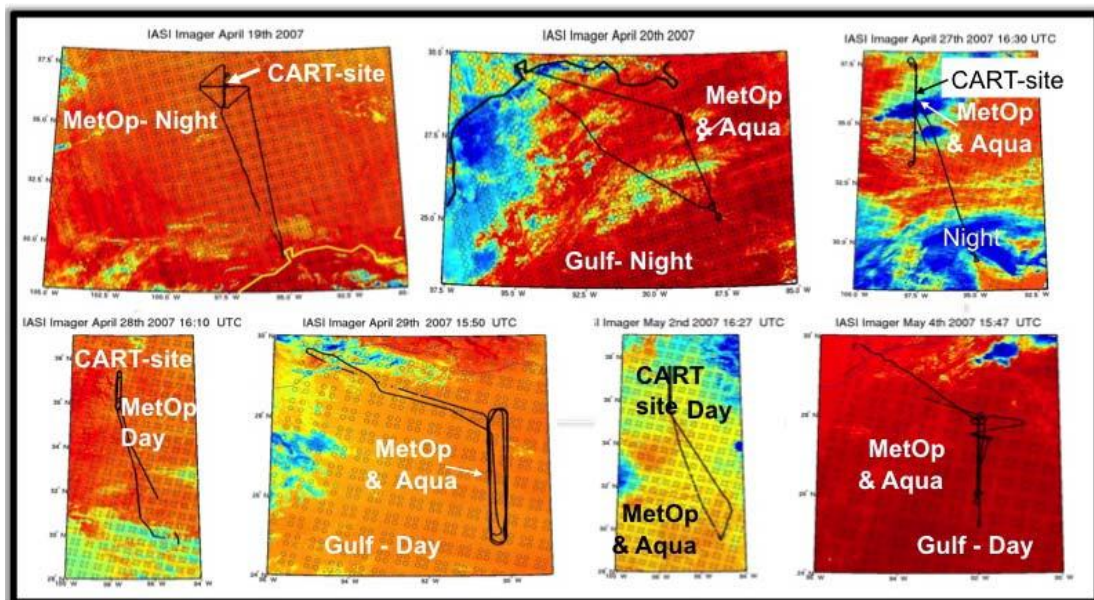 IASI Imager April 19th 2007
CART-site
MetOp- Night
IASI Imager April 20th 2007
MetOp
& Aqua
Gulf- Night
IASI Imager April 27th 2007 16:30 UTC
CART-site
MetOp
& Aqua
Night
IASI Imager April 28th 2007 16:10 UTC
CART-site
MetOp
Day
IASI Imager April 29th 2007 15:50 UTC
MetOp
& Aqua
Gulf - Day
SI Imager May 2nd 2007 16:27 UTC
CART
site Day
MetOp
& Aqua
IASI Imager May 4th 2007 15:47 UTC
MetOp
& Aqua
Gulf - Day